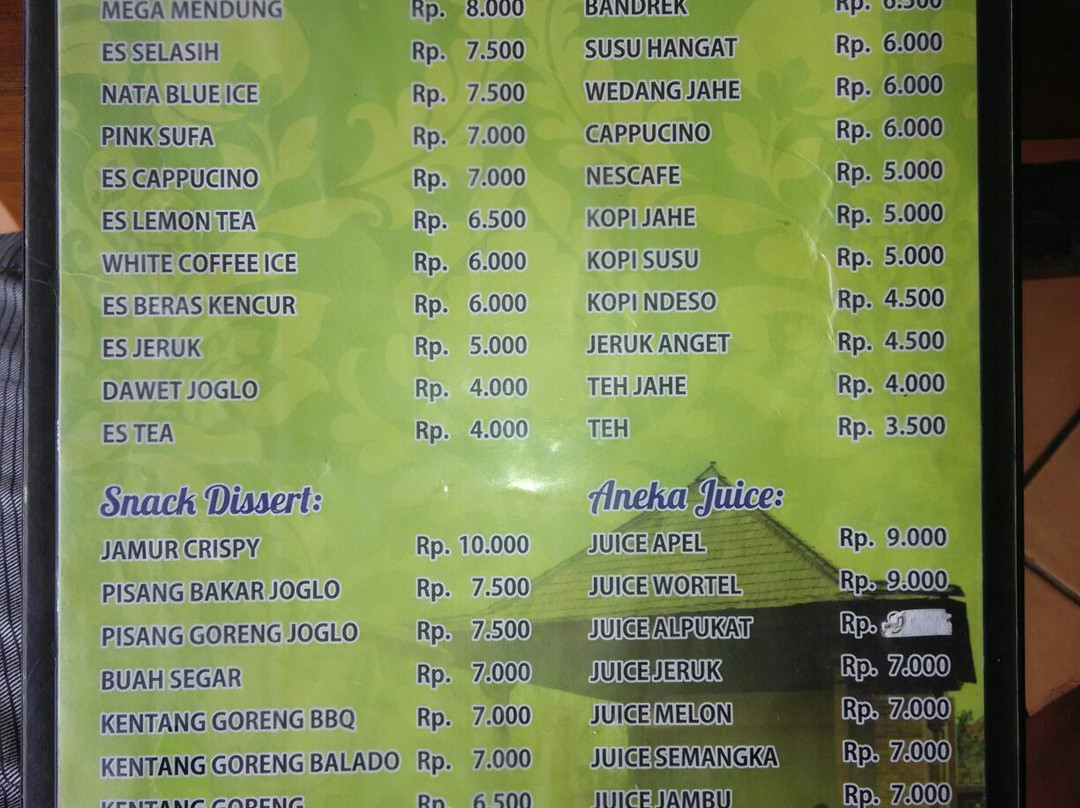 MEGA MENDUNG Rp. 8.000
ES SELASIH Rp. 7.500
NATA BLUE ICE Rp. 7.500
PINK SUFA Rp. 7.000
ES CAPPUCINO Rp. 7.000
ES LEMON TEA Rp. 6.500
WHITE COFFEE ICE Rp. 6.000
ES BERAS KENCUR Rp. 6.000
ES JERUK Rp. 5.000
DAWET JOGLO Rp. 4.000
ES TEA Rp. 4.000
Snack Dissert:
JAMUR CRISPY Rp. 10.000
PISANG BAKAR JOGLO Rp. 7.500
PISANG GORENG JOGLO Rp. 7.500
BUAH SEGAR Rp. 7.000
KENTANG GORENG BBQ Rp. 7.000
KENTANG GORENG BALADO Rp. 7.000
KENTANG GORENG Rp. 6.500
BANDREK Rp. 6.500
SUSU HANGAT Rp. 6.000
WEDANG JAHE Rp. 6.000
CAPPUCINO Rp. 6.000
NESCAFE Rp. 5.000
KOPI JAHE Rp. 5.000
KOPI SUSU Rp. 5.000
KOPI NDESO Rp. 4.500
JERUK ANGET Rp. 4.500
TEH JAHE Rp. 4.000
TEH Rp. 3.500
Aneka Juice:
JUICE APEL Rp. 9.000
JUICE WORTEL Rp. 9.000
JUICE ALPUKAT Rp.
JUICE JERUK Rp. 7.000
JUICE MELON Rp. 7.000
JUICE SEMANGKA Rp. 7.000
JUICE JAMBU Rp. 7.000